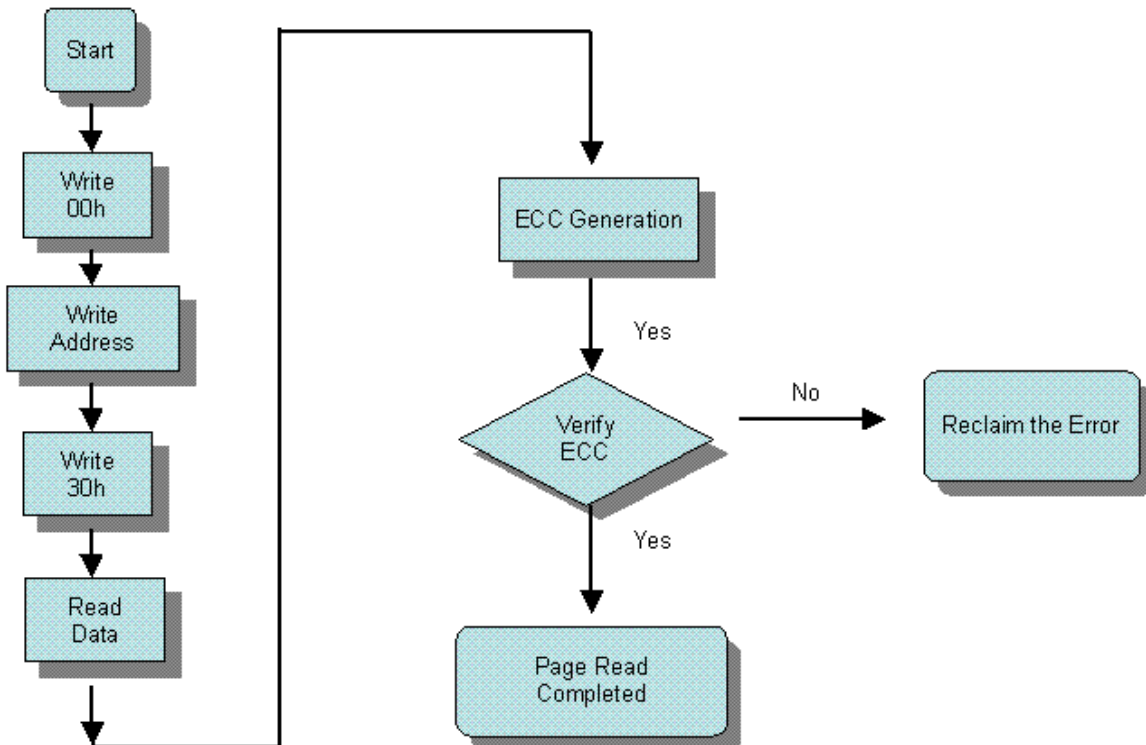 Start
Write
00h
Write
Address
Write
30h
Read
Data
ECC Generation
Yes
Verify
ECC
No
Reclaim the Error
Yes
Page Read
Completed